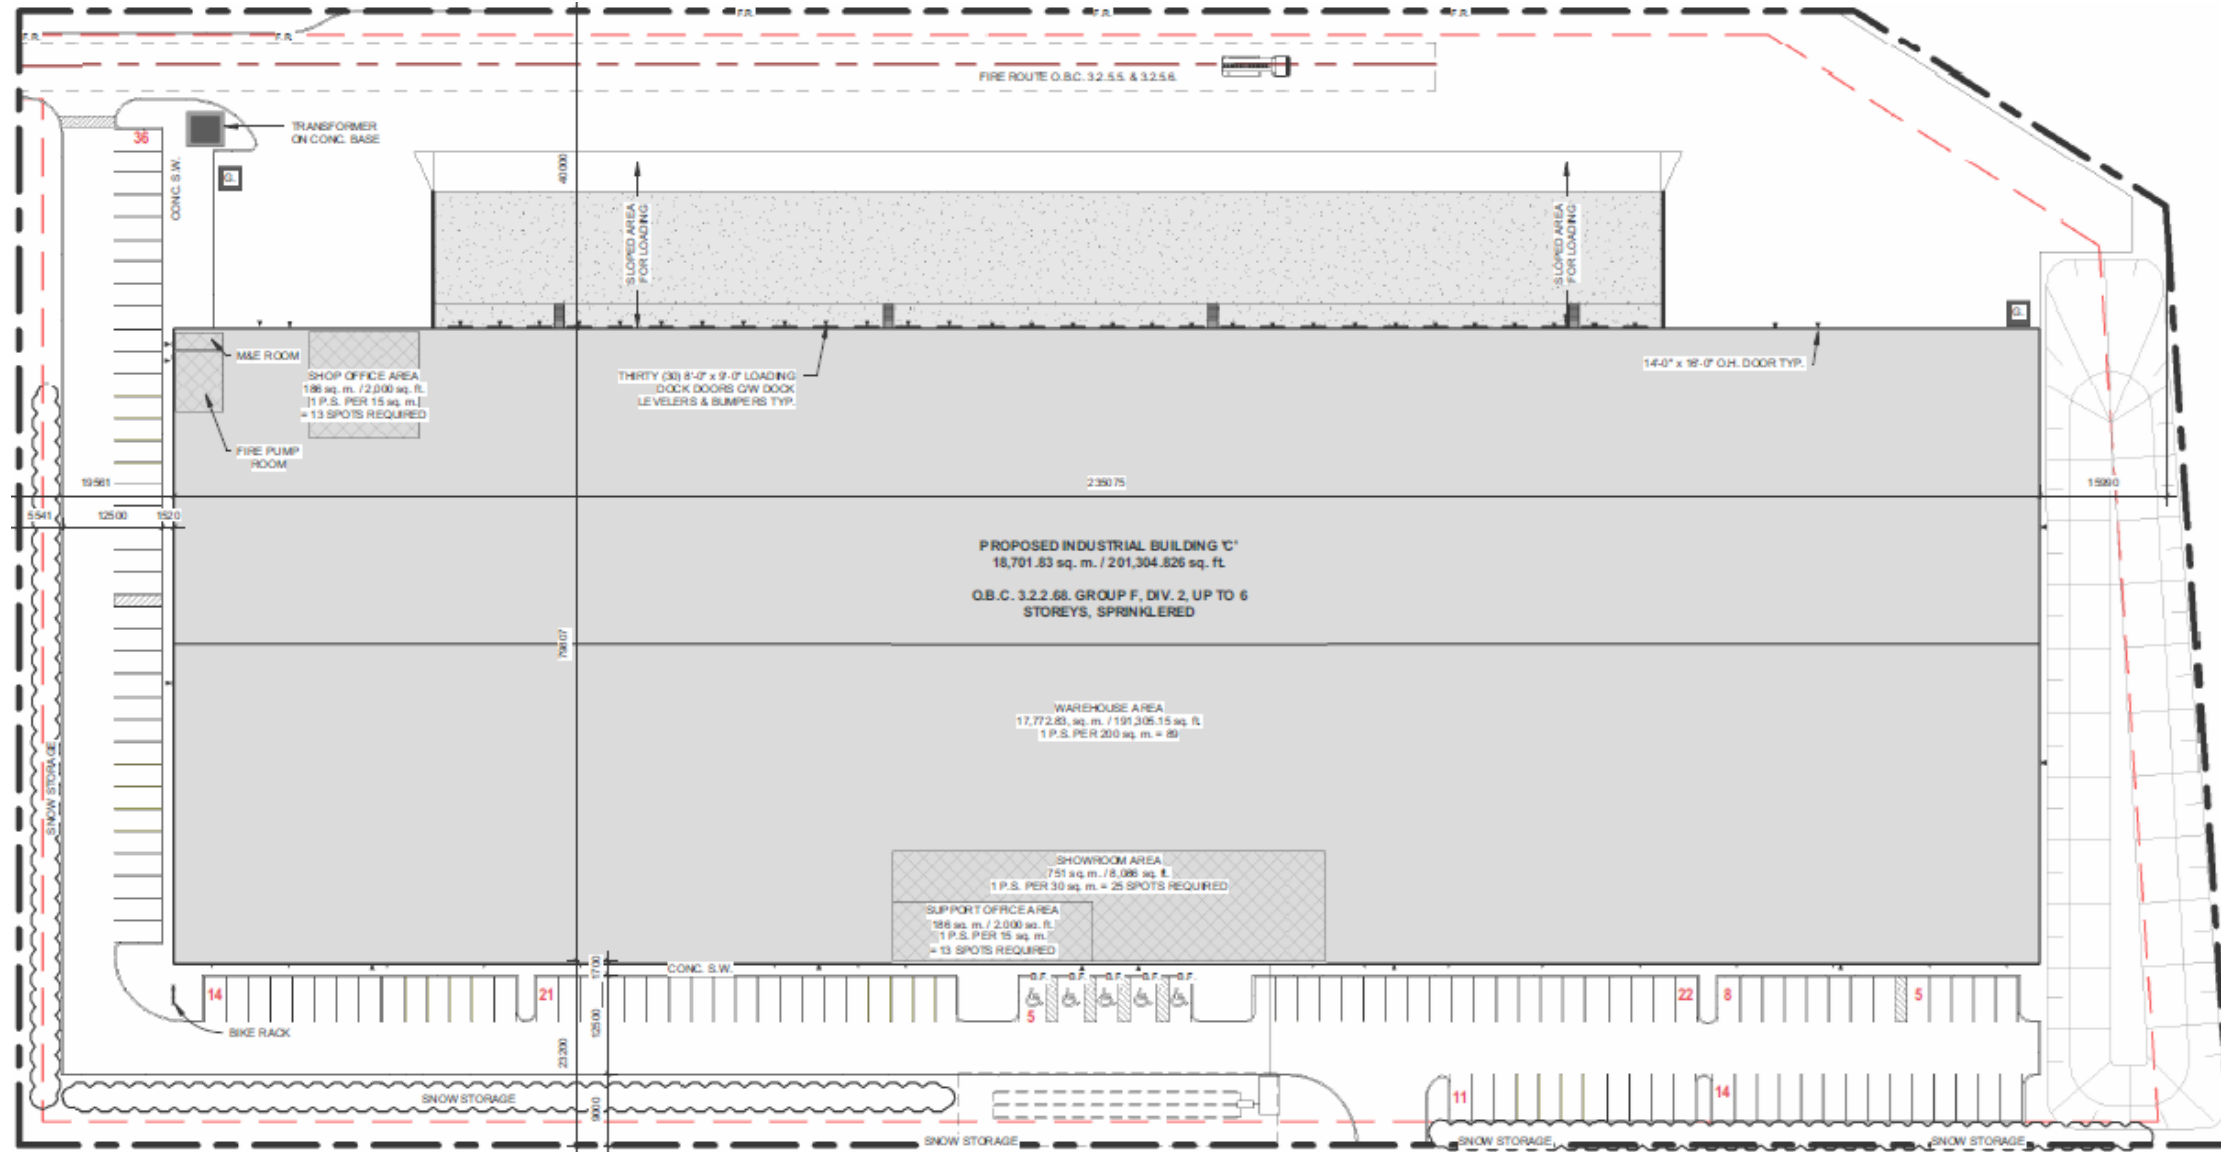 F.R.
F.R.
F.R.
F.R.
F.R.
FIRE ROUTE O.B.C. 3.2.5.5. & 3.2.5.6.
36
TRANSFORMER
ON CONC. BASE
CONC. S.W.
G.
40000
SLOPED AREA
FOR LOADING
SLOPED AREA
FOR LOADING
G.
M&E ROOM
SHOP OFFICE AREA
186 sq. m. / 2,000 sq. ft.
[1 P.S. PER 15 sq. m.]
= 13 SPOTS REQUIRED
THIRTY (30) 8'-0" x 9'-0" LOADING
DOCK DOORS C/W DOCK
LEVELERS & BUMPERS TYP.
14'-0" x 16'-0" O.H. DOOR TYP.
FIRE PUMP
ROOM
19561
235075
15990
5541
12500
1520
PROPOSED INDUSTRIAL BUILDING 'C'
18,701.83 sq. m. / 201,304.826 sq. ft.
O.B.C. 3.2.2.68. GROUP F, DIV. 2, UP TO 6
STOREYS, SPRINKLERED
79807
WAREHOUSE AREA
17,772.83, sq. m. / 191,305.15 sq. ft.
1 P.S. PER 200 sq. m. = 89
SNOW STORAGE
SHOWROOM AREA
751 sq. m. / 8,086 sq. ft.
1 P.S. PER 30 sq. m. = 25 SPOTS REQUIRED
SUPPORT OFFICE AREA
186 sq. m. / 2,000 sq. ft.
1 P.S. PER 15 sq. m.
= 13 SPOTS REQUIRED
1700
CONC. S.W.
B.F.
B.F.
B.F.
B.F.
B.F.
14
21
5
22
8
5
BIKE RACK
12500
23200
9000
SNOW STORAGE
11
14
SNOW STORAGE
SNOW STORAGE
SNOW STORAGE